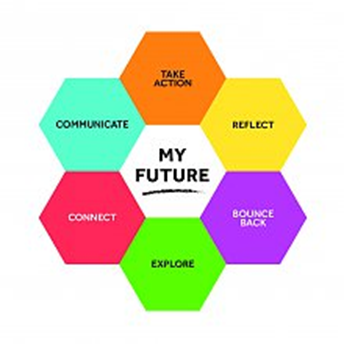 TAKE
ACTION
COMMUNICATE
REFLECT
MY
FUTURE
CONNECT
BOUNCE
BACK
EXPLORE